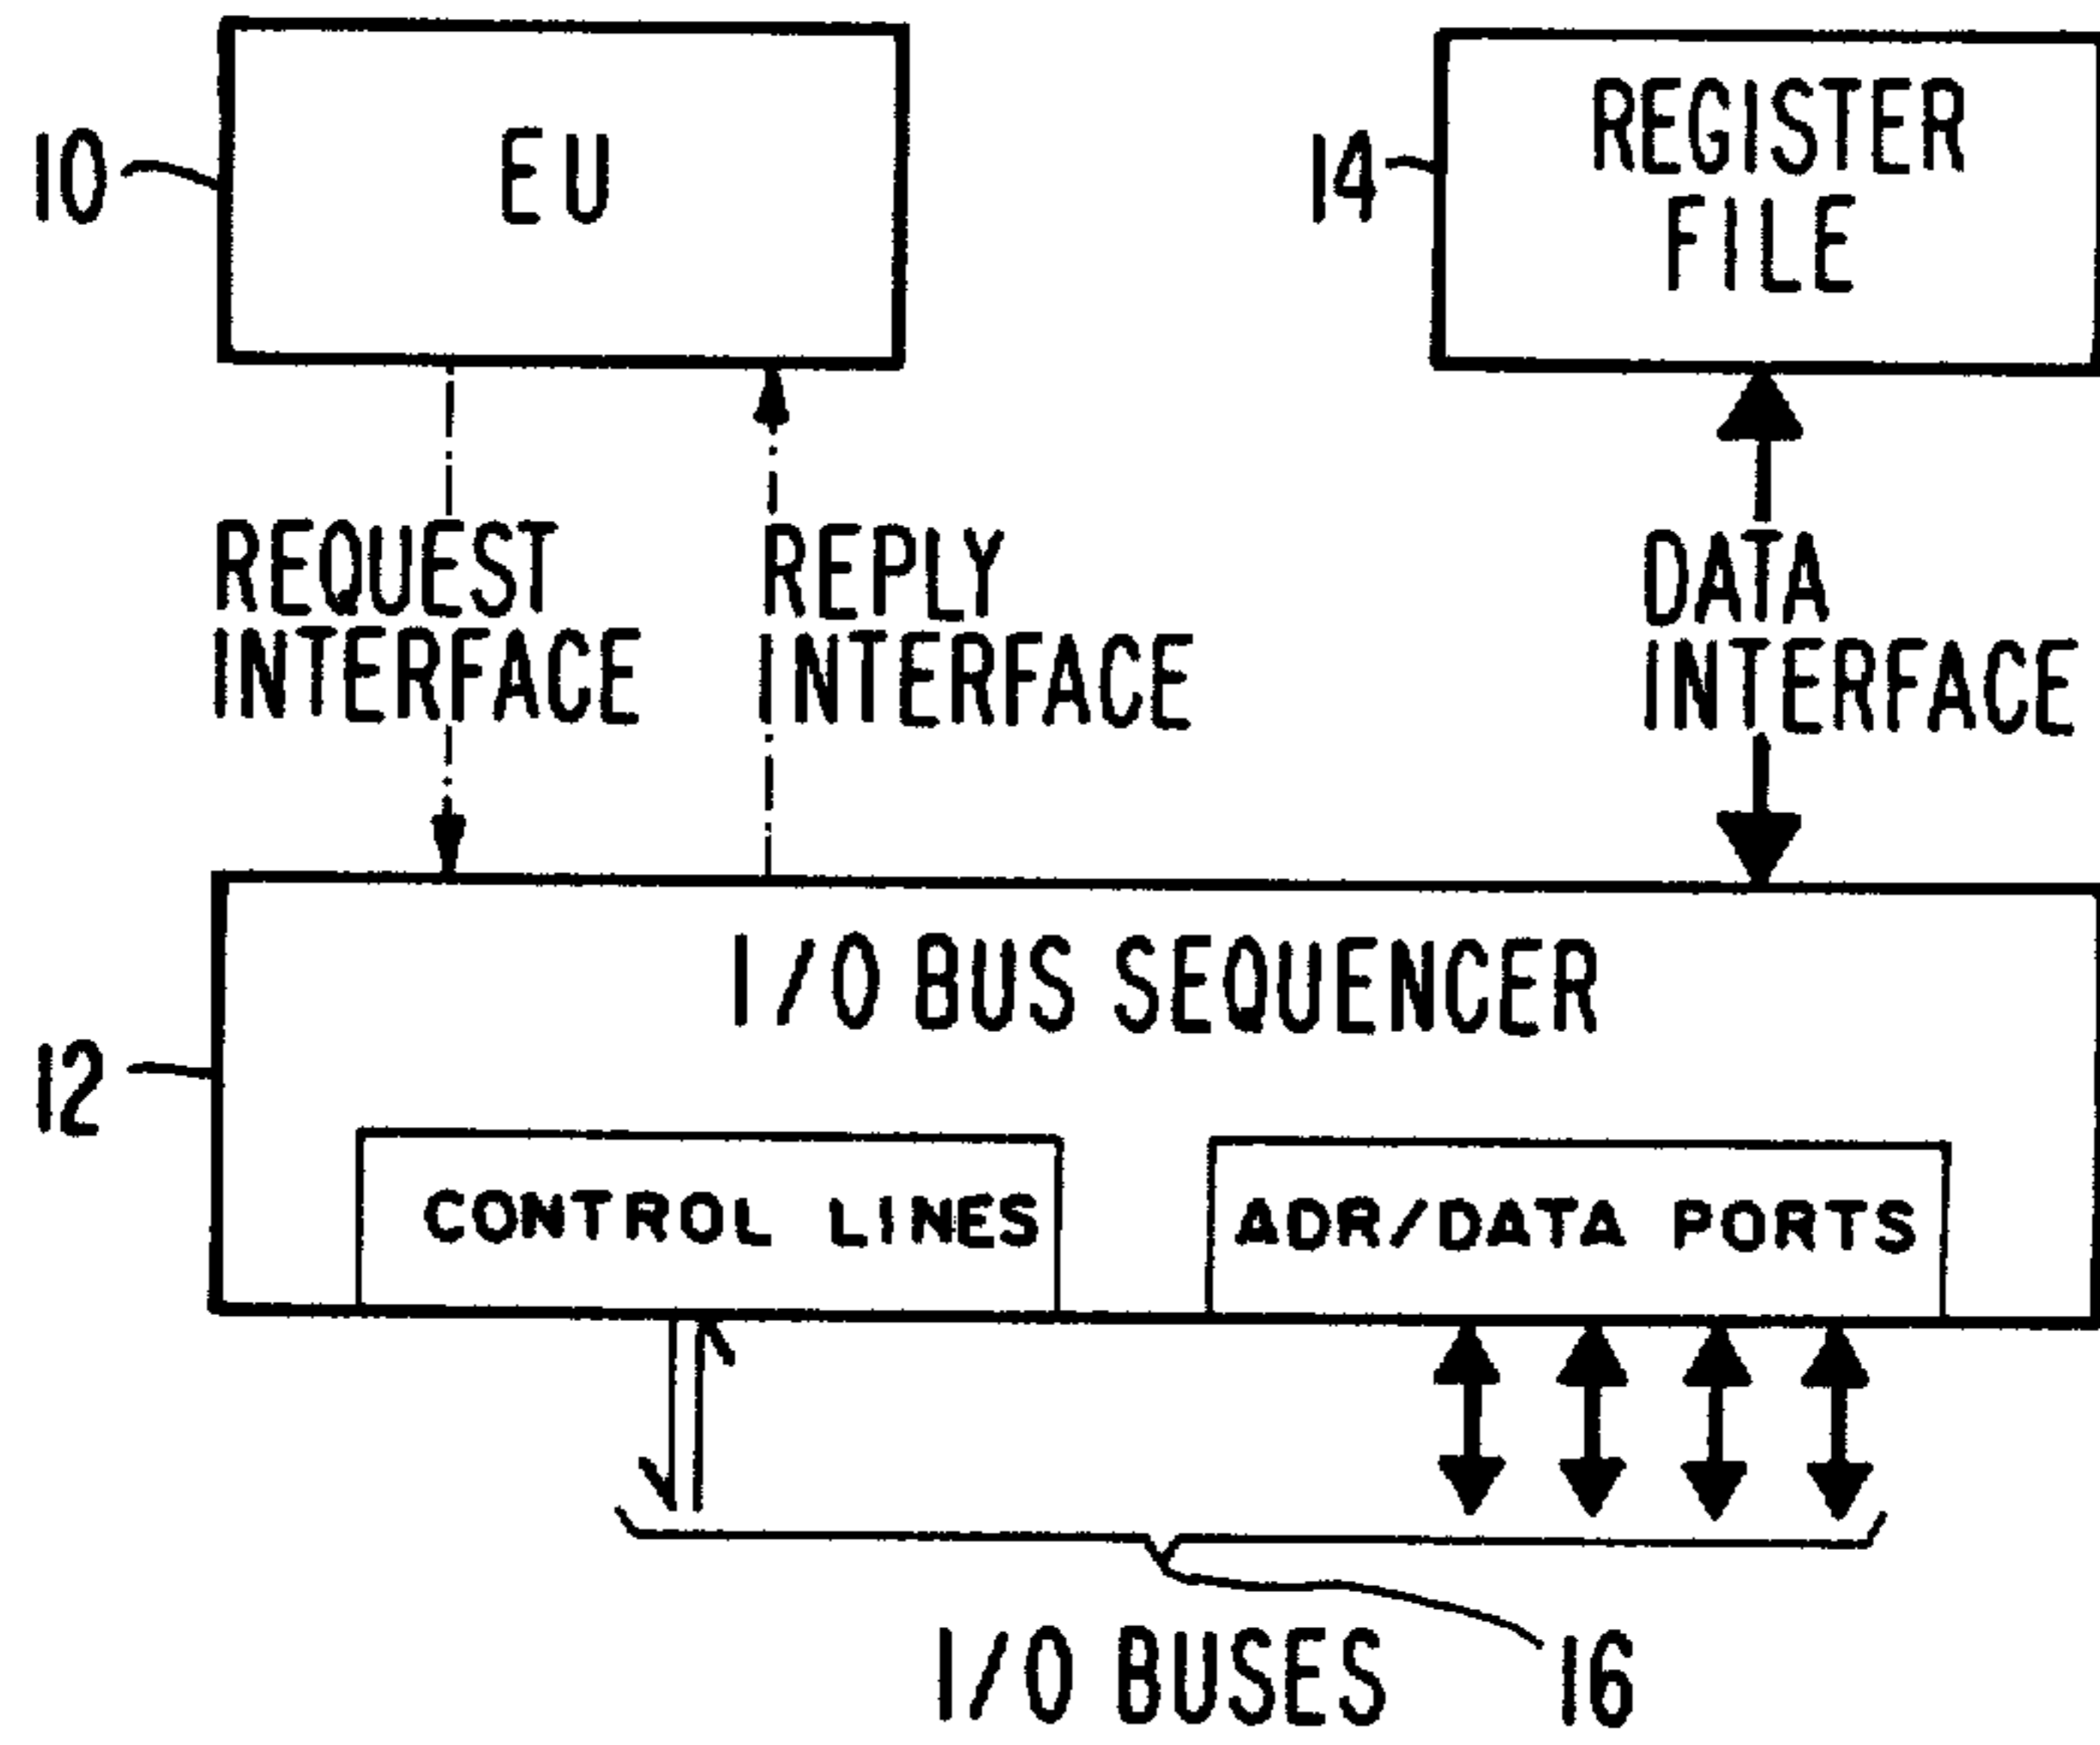 10
EU
14
REGISTER
FILE
REQUEST
INTERFACE
REPLY
INTERFACE
DATA
INTERFACE
I/O BUS SEQUENCER
12
CONTROL LINES
ADR/DATA PORTS
I/O BUSES
16